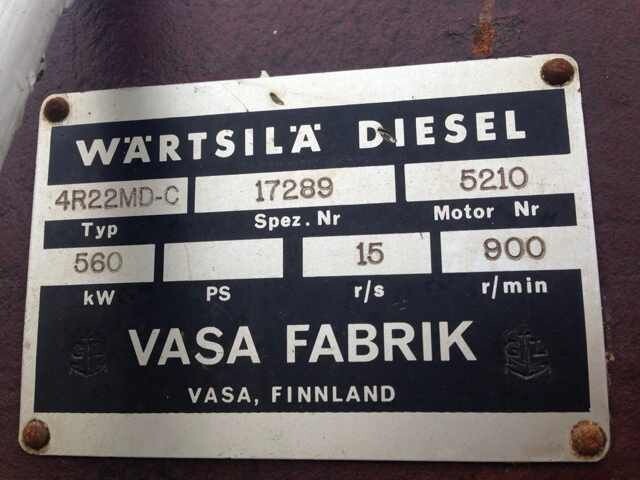 WÄRTSILÄ DIESEL
4R22MD-C 17289 5210
Typ Spez. Nr Motor Nr
560 15 900
kW PS r/s r/min
VASA FABRIK
VASA, FINNLAND